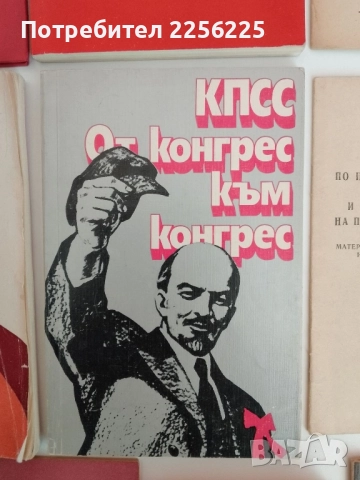 Потребител 2256225
КПСС
От конгрес
към
конгрес
ПО
И
НА П
МАТЕР
BAZAR